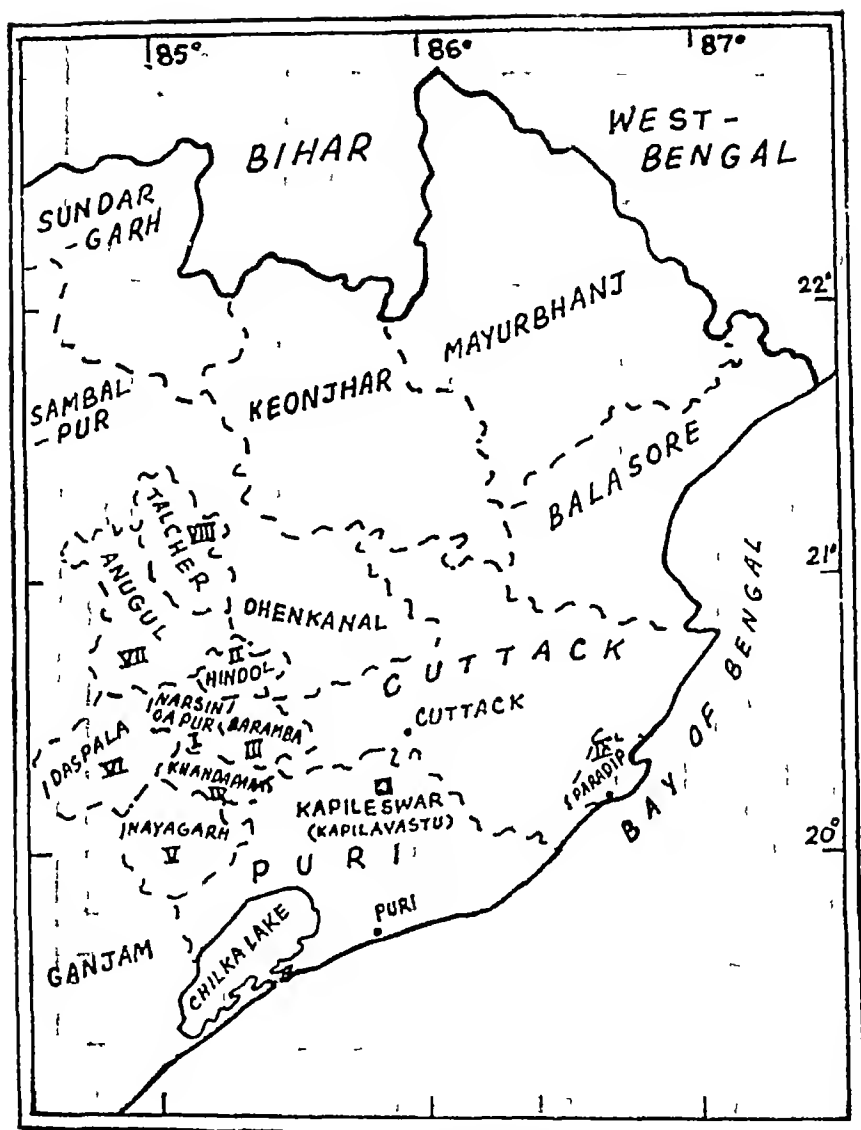 85°
86°
87°
BIHAR
WEST-
BENGAL
SUNDAR
-GARH
22°
MAYURBHANJ
KEONJHAR
SAMBAL
-PUR
BALASORE
TALCHER
VIII
ANUGUL
VII
21°
DHENKANAL
II
HINDOL
CUTTACK
NARSIN
GAPUR
I
BARAMBA
III
CUTTACK
DASPALA
VI
IV
IX
PARADIP
BAY OF BENGAL
KAPILESWAR
(KAPILAVASTU)
NAYAGARH
V
PURI
20°
PURI
GANJAM
CHILKA LAKE